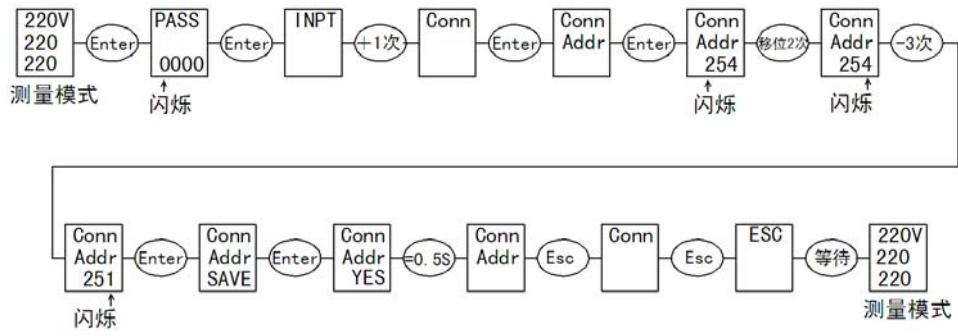 220V
220
220
测量模式
Enter
PASS
0000
闪烁
Enter
INPT
+1次
Conn
Enter
Conn
Addr
Enter
Conn
Addr
254
闪烁
移位2次
Conn
Addr
254
闪烁
-3次
Conn
Addr
251
闪烁
Enter
Conn
Addr
SAVE
Enter
Conn
Addr
YES
=0.5S
Conn
Addr
Esc
Conn
Esc
ESC
等待
220V
220
220
测量模式